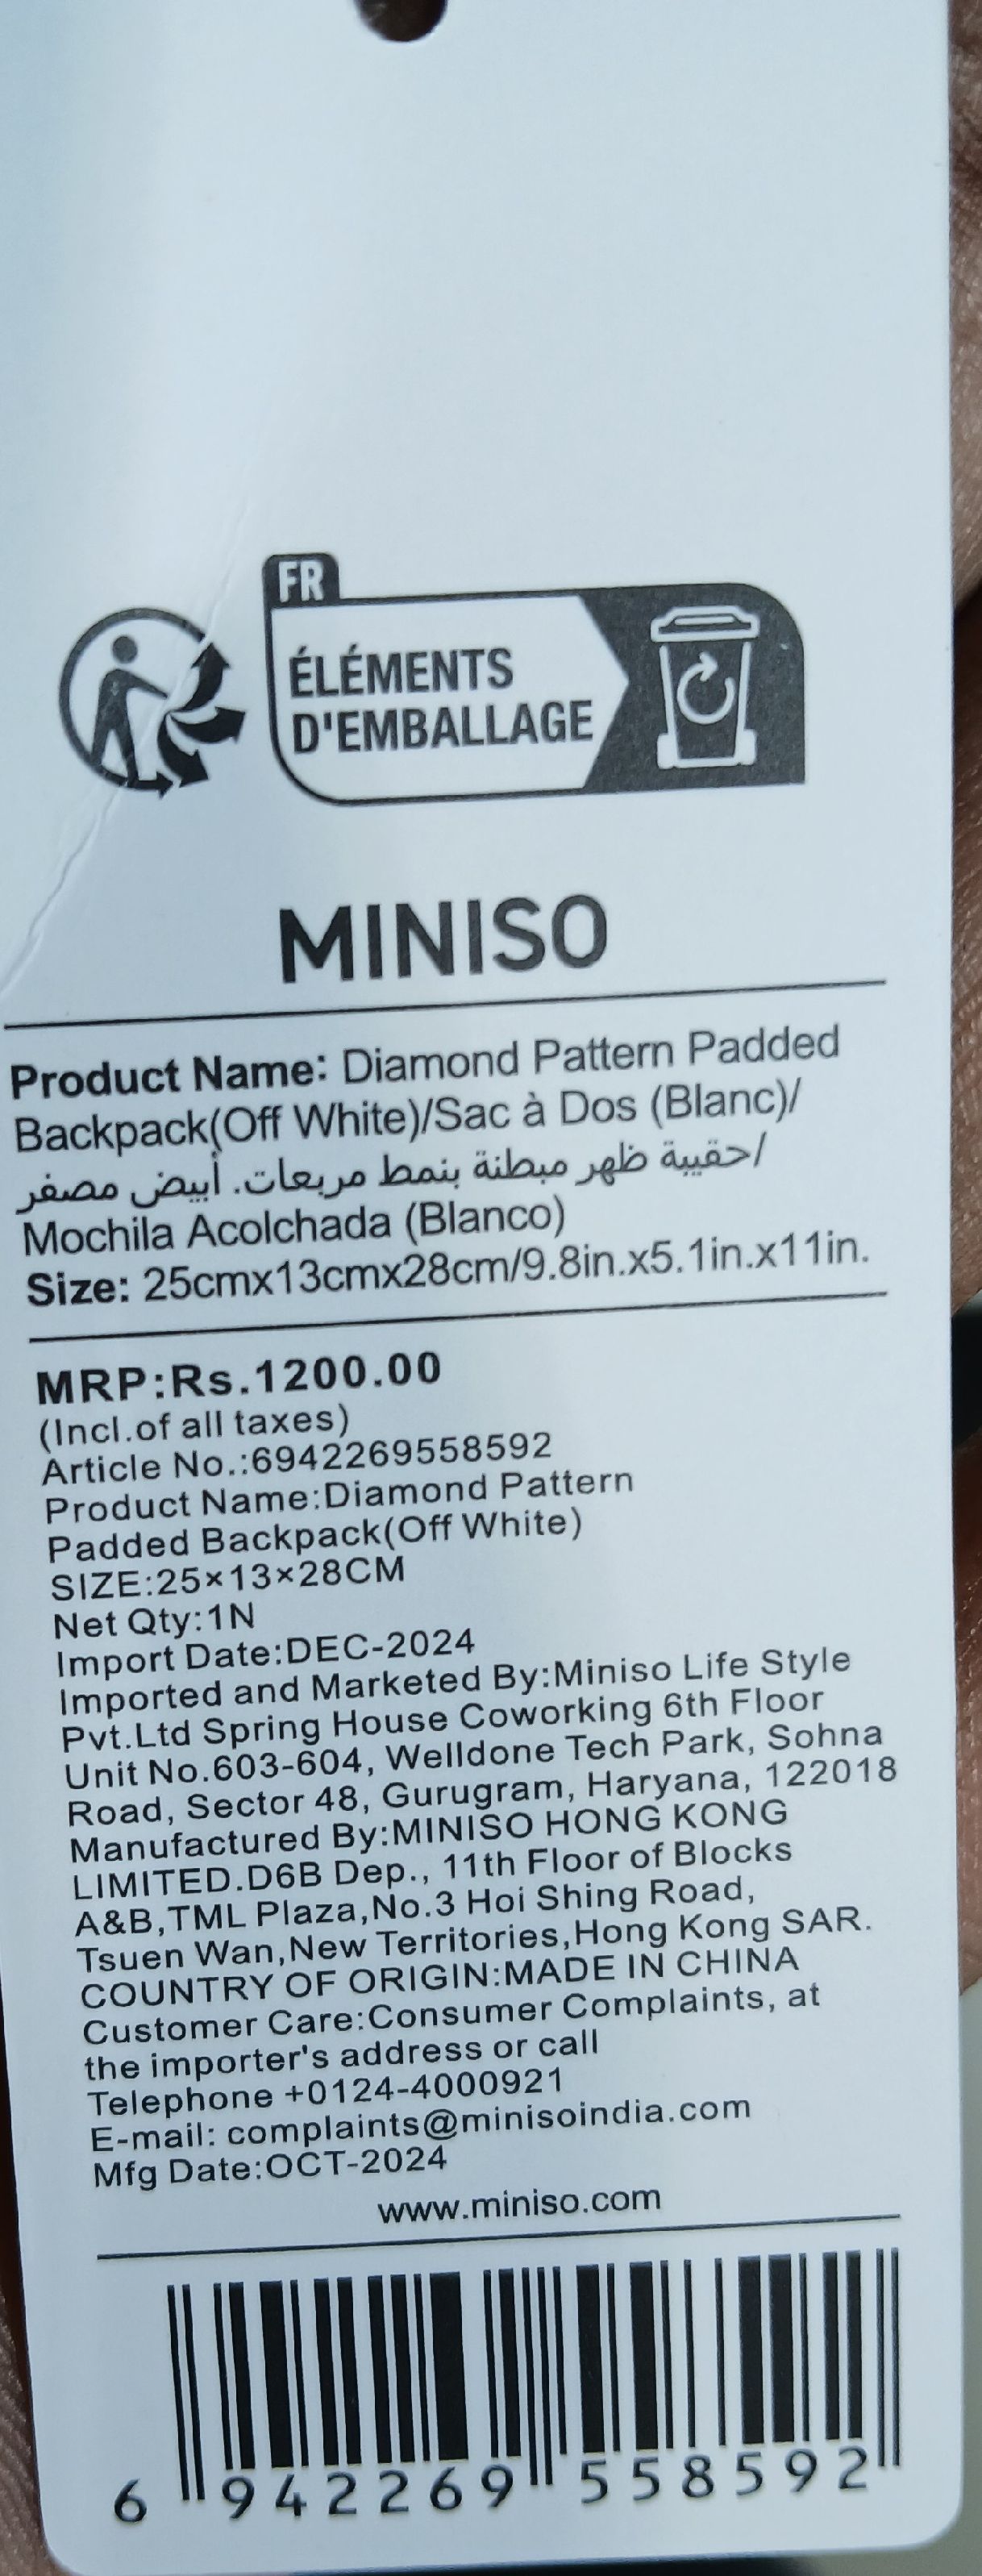 FR
ÉLÉMENTS
D'EMBALLAGE
MINISO
Product Name: Diamond Pattern Padded
Backpack(Off White)/Sac à Dos (Blanc)/
حقيبة ظهر مبطنة بنمط مربعات. أبيض مصفر/
Mochila Acolchada (Blanco)
Size: 25cmx13cmx28cm/9.8in.x5.1in.x11in.
MRP:Rs.1200.00
(Incl.of all taxes)
Article No.:6942269558592
Product Name:Diamond Pattern
Padded Backpack(Off White)
SIZE:25×13×28CM
Net Qty:1N
Import Date:DEC-2024
Imported and Marketed By:Miniso Life Style
Pvt.Ltd Spring House Coworking 6th Floor
Unit No.603-604, Welldone Tech Park, Sohna
Road, Sector 48, Gurugram, Haryana, 122018
Manufactured By:MINISO HONG KONG
LIMITED.D6B Dep., 11th Floor of Blocks
A&B,TML Plaza,No.3 Hoi Shing Road,
Tsuen Wan,New Territories,Hong Kong SAR.
COUNTRY OF ORIGIN:MADE IN CHINA
Customer Care:Consumer Complaints, at
the importer's address or call
Telephone +0124-4000921
E-mail: complaints@minisoindia.com
Mfg Date:OCT-2024
www.miniso.com
6 942269 558592